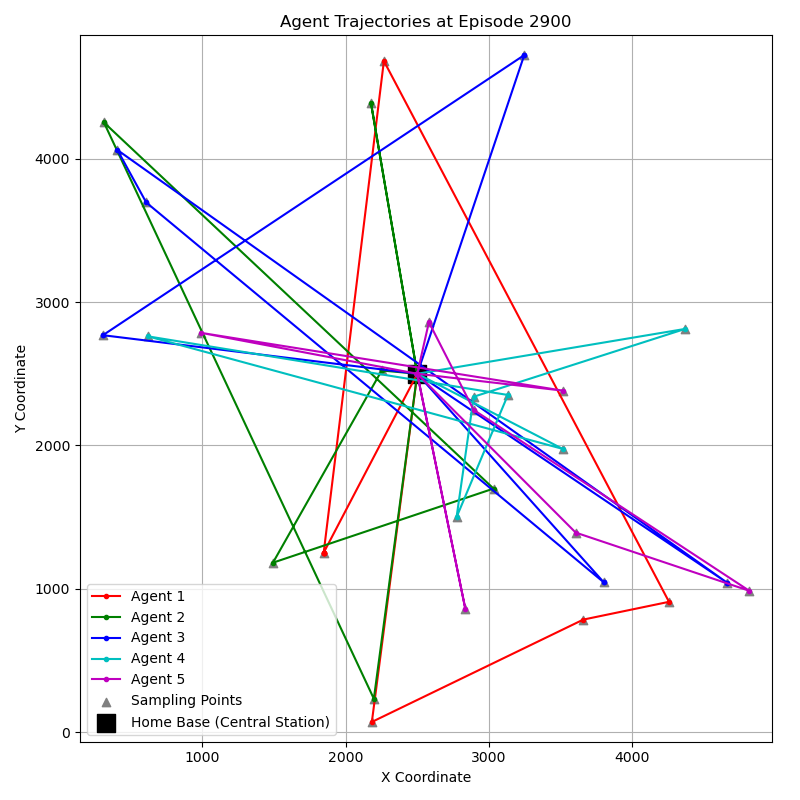 Agent Trajectories at Episode 2900
Y Coordinate
4000
3000
2000
1000
0
Agent 1
Agent 2
Agent 3
Agent 4
Agent 5
Sampling Points
Home Base (Central Station)
1000 2000 3000 4000
X Coordinate